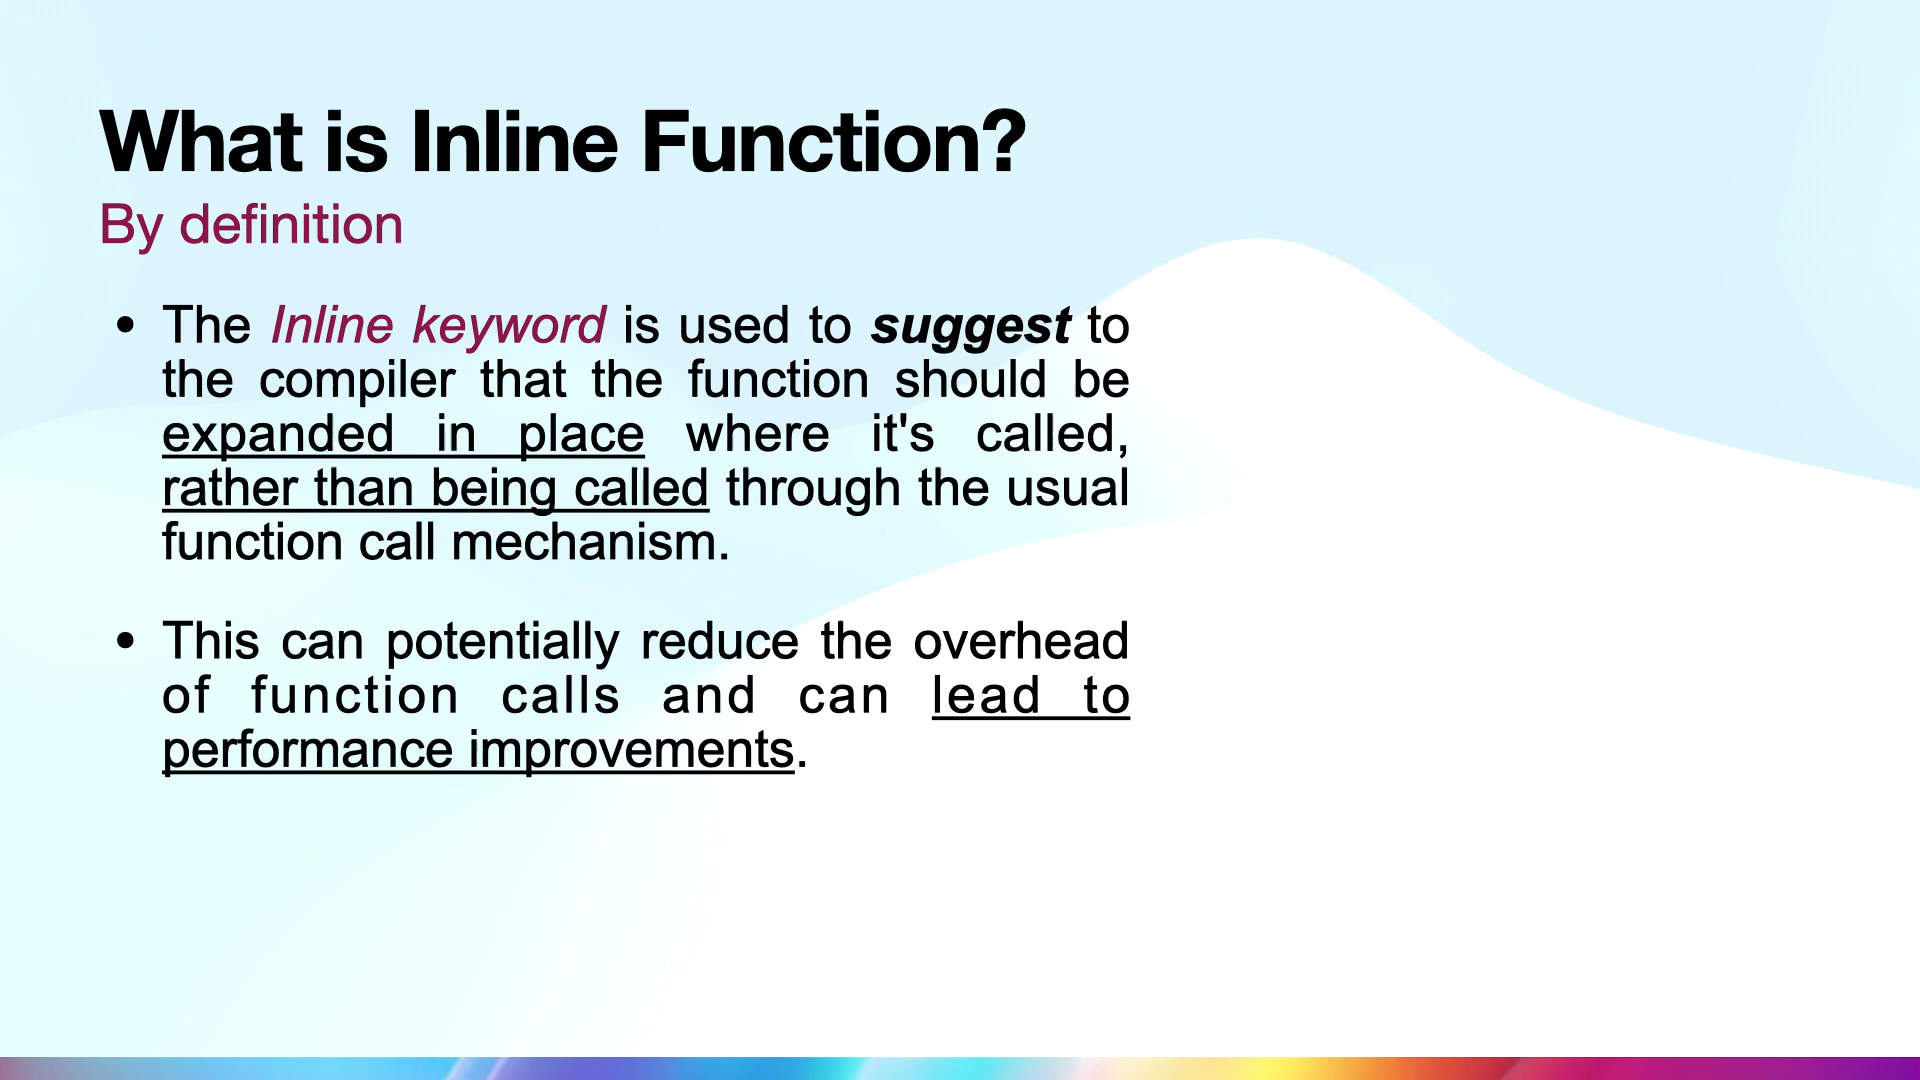 What is Inline Function?
By definition
• The Inline keyword is used to suggest to
the compiler that the function should be
expanded in place where it's called,
rather than being called through the usual
function call mechanism.
• This can potentially reduce the overhead
of function calls and can lead to
performance improvements.